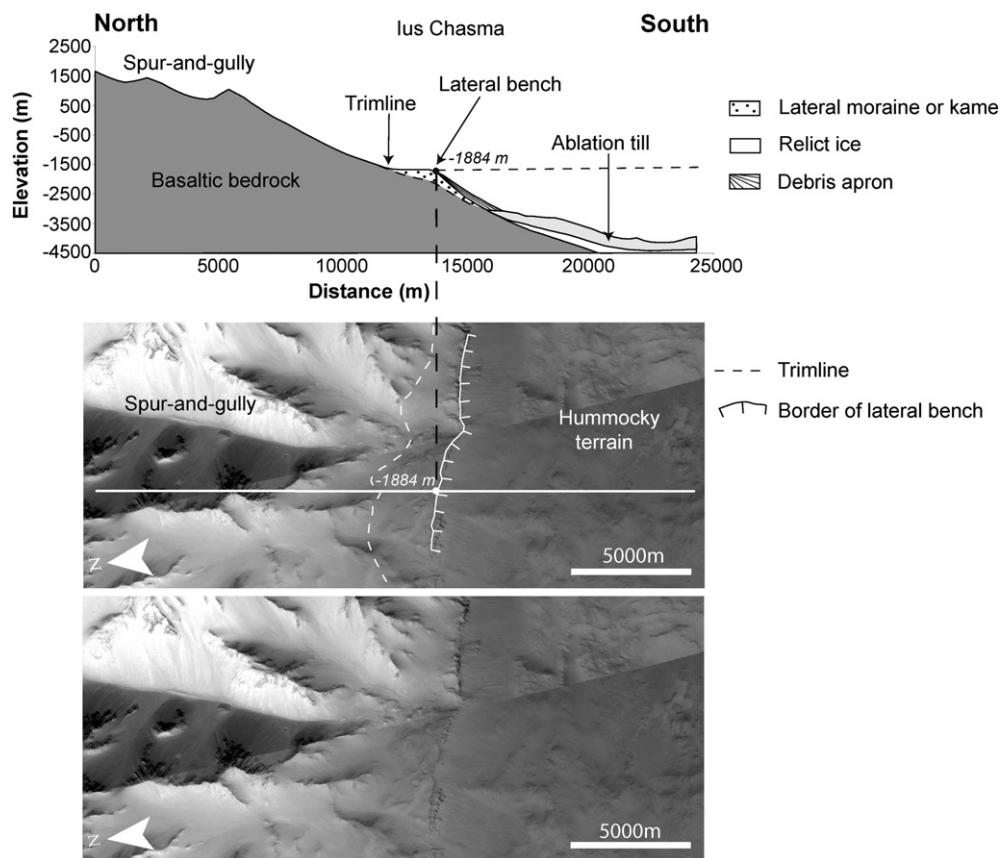 North
Ius Chasma
South
2500
1500
500
-500
-1500
-2500
-3500
-4500
Elevation (m)
Spur-and-gully
Trimline
Lateral bench
-1884 m
Ablation till
Basaltic bedrock
Lateral moraine or kame
Relict ice
Debris apron
0
5000
10000
15000
20000
25000
Distance (m)
Spur-and-gully
Hummocky
terrain
-1884 m
N
5000m
Trimline
Border of lateral bench
N
5000m